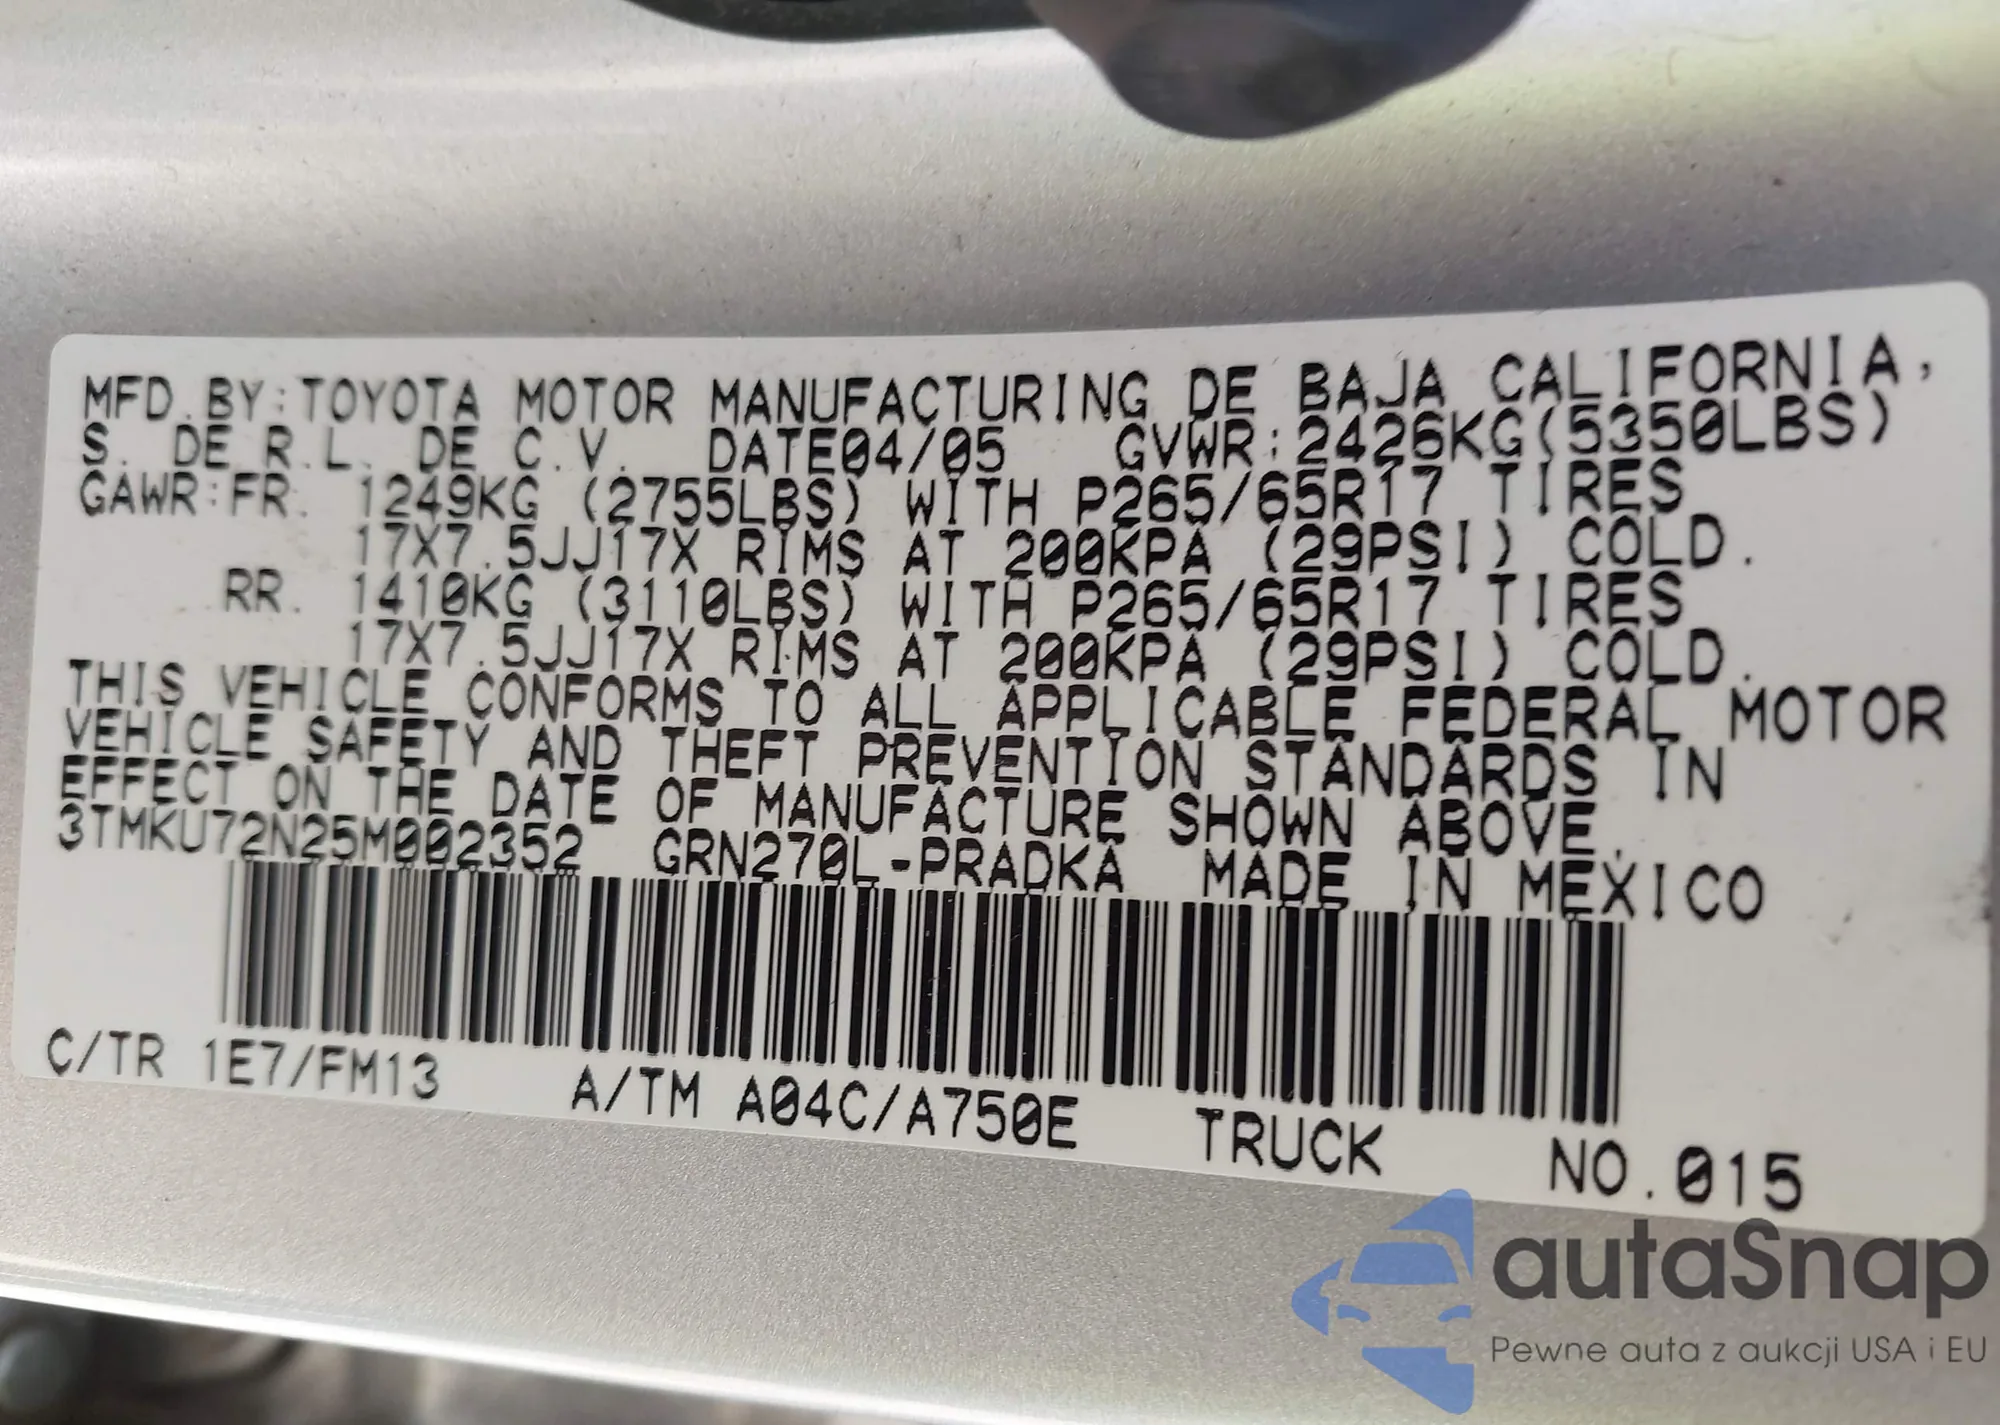 MFD.BY:TOYOTA MOTOR MANUFACTURING DE BAJA CALIFORNIA,
S. DE R.L. DE C.V. DATE04/05 GVWR:2426KG(5350LBS)
GAWR:FR. 1249KG (2755LBS) WITH P265/65R17 TIRES
17X7.5JJ17X RIMS AT 200KPA (29PSI) COLD.
RR. 1410KG (3110LBS) WITH P265/65R17 TIRES
17X7.5JJ17X RIMS AT 200KPA (29PSI) COLD.
THIS VEHICLE CONFORMS TO ALL APPLICABLE FEDERAL MOTOR
VEHICLE SAFETY AND THEFT PREVENTION STANDARDS IN
EFFECT ON THE DATE OF MANUFACTURE SHOWN ABOVE.
3TMKU72N25M002352 GRN270L-PRADKA MADE IN MEXICO
C/TR 1E7/FM13 A/TM A04C/A750E TRUCK NO.015
autaSnap
Pewne auta z aukcji USA i EU